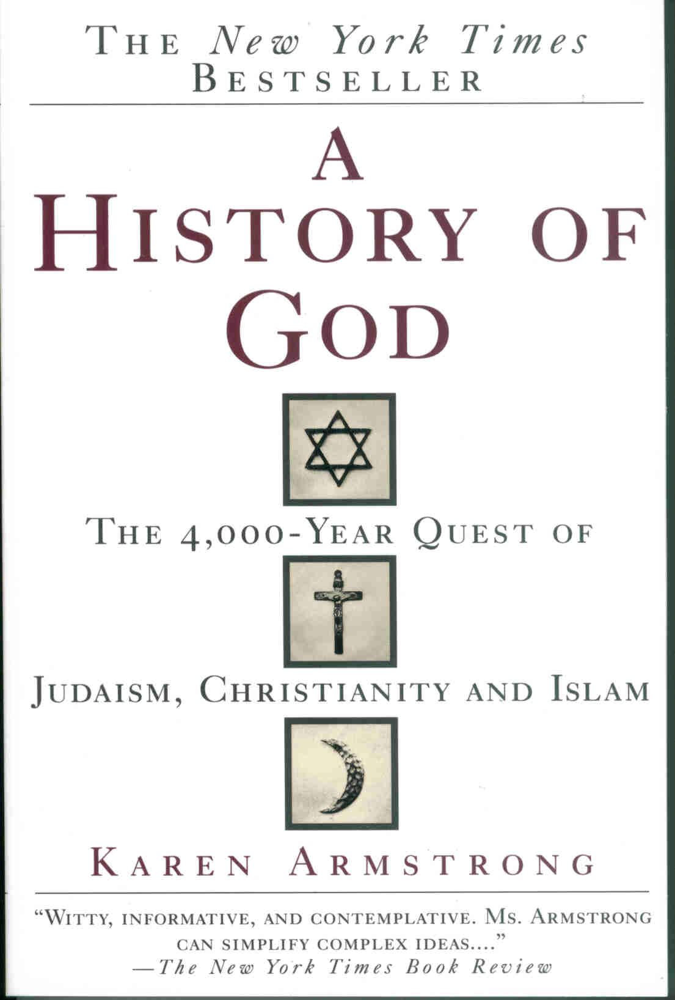 THE New York Times
BESTSELLER
A
HISTORY OF
GOD
THE 4,000-YEAR QUEST OF
JUDAISM, CHRISTIANITY AND ISLAM
KAREN ARMSTRONG
“WITTY, INFORMATIVE, AND CONTEMPLATIVE. MS. ARMSTRONG
CAN SIMPLIFY COMPLEX IDEAS....”
—The New York Times Book Review